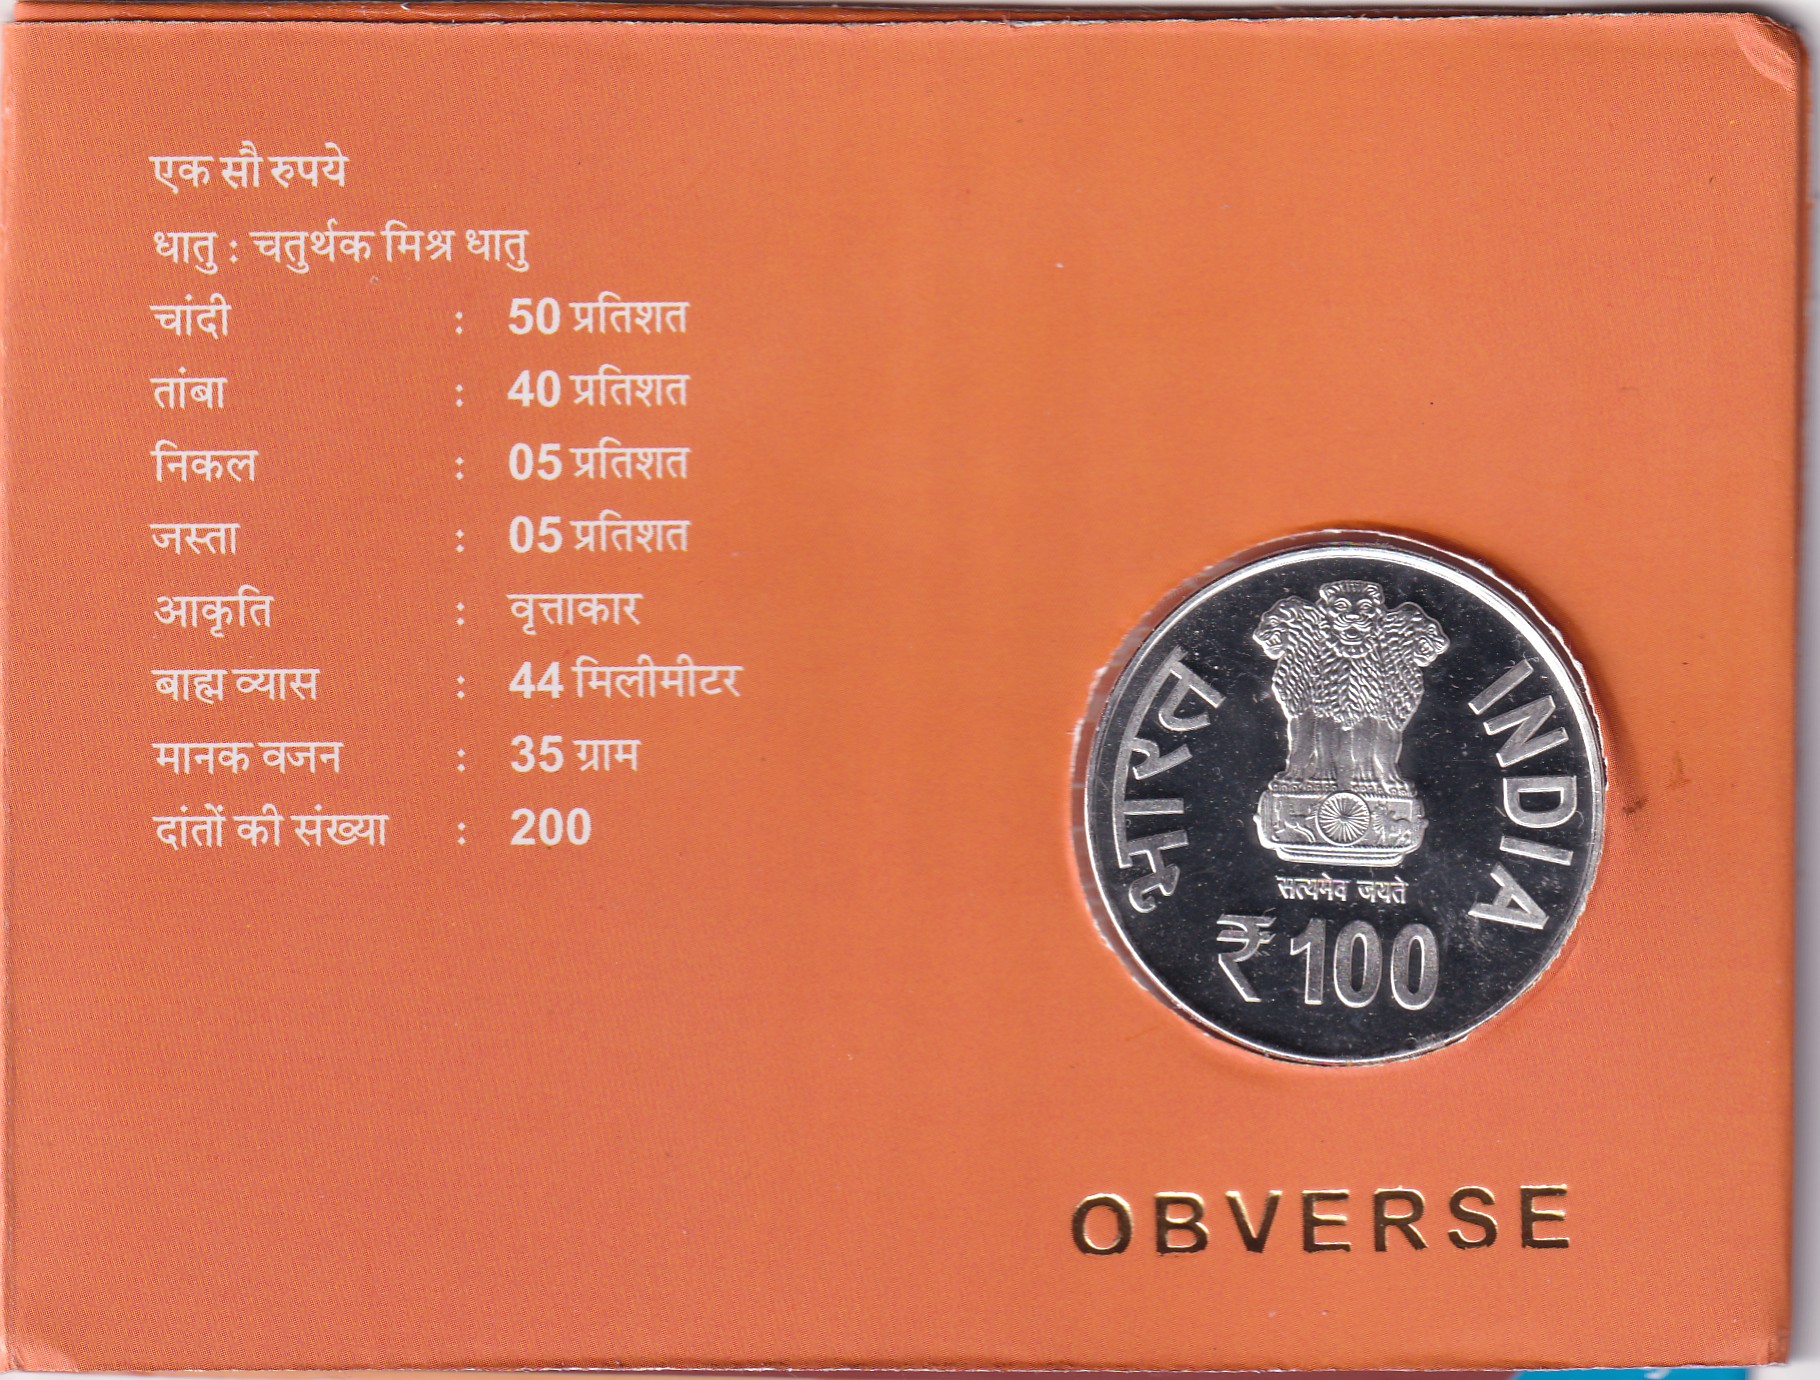 एक सौ रुपये
धातु : चतुर्थक मिश्र धातु
चांदी : 50 प्रतिशत
तांबा : 40 प्रतिशत
निकल : 05 प्रतिशत
जस्ता : 05 प्रतिशत
आकृति : वृत्ताकार
बाह्म व्यास : 44 मिलीमीटर
मानक वजन : 35 ग्राम
दांतों की संख्या : 200
भारत
INDIA
सत्यमेव जयते
₹ 100
OBVERSE